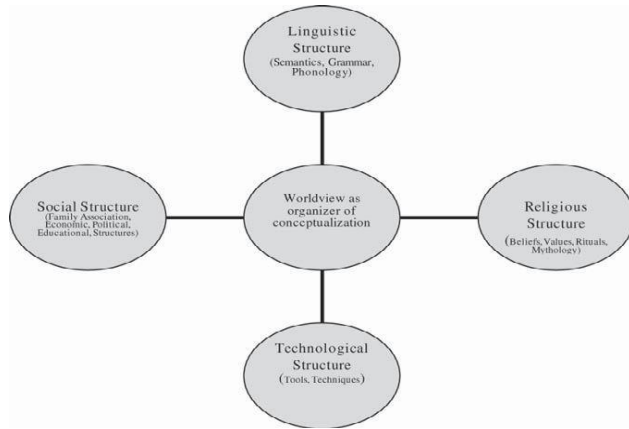 Linguistic
Structure
(Semantics, Grammar,
Phonology)
Social Structure
(Family Association,
Economic, Political,
Educational, Structures)
Worldview as
organizer of
conceptualization
Religious
Structure
(Beliefs, Values, Rituals,
Mythology)
Technological
Structure
(Tools, Techniques)